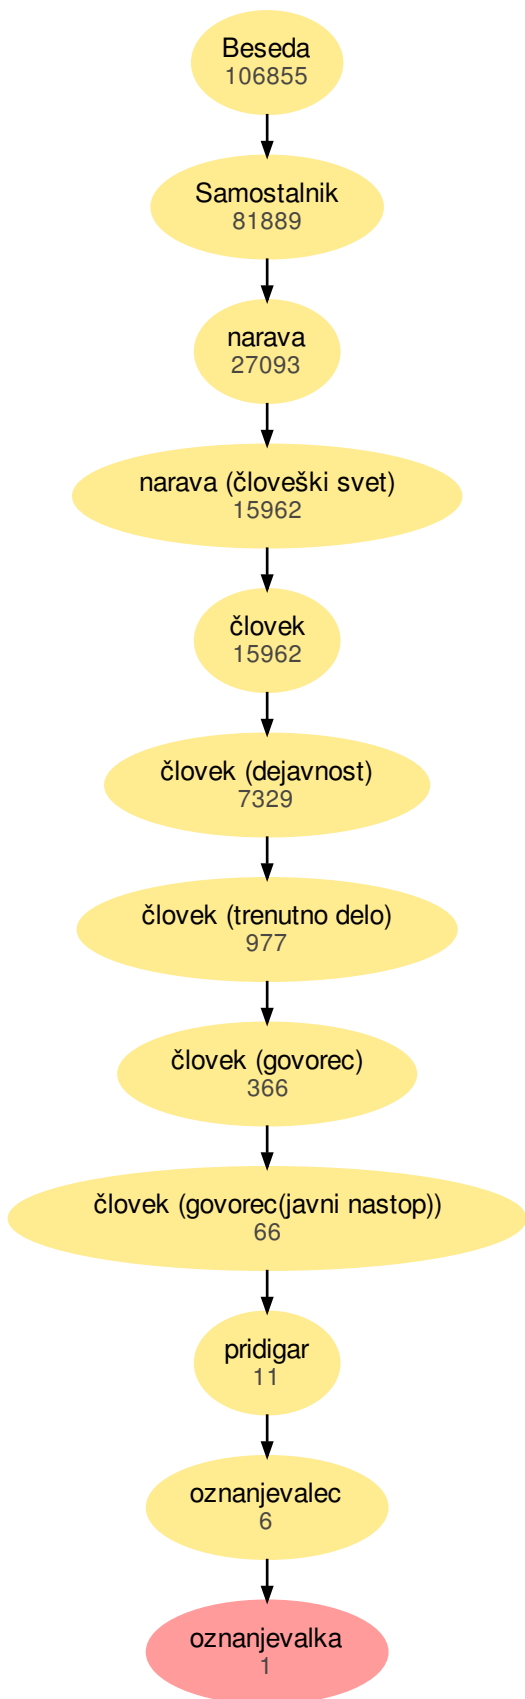 Beseda
106855
Samostalnik
81889
narava
27093
narava (človeški svet)
15962
človek
15962
človek (dejavnost)
7329
človek (trenutno delo)
977
človek (govorec)
366
človek (govorec(javni nastop))
66
pridigar
11
oznanjevalec
6
oznanjevalka
1